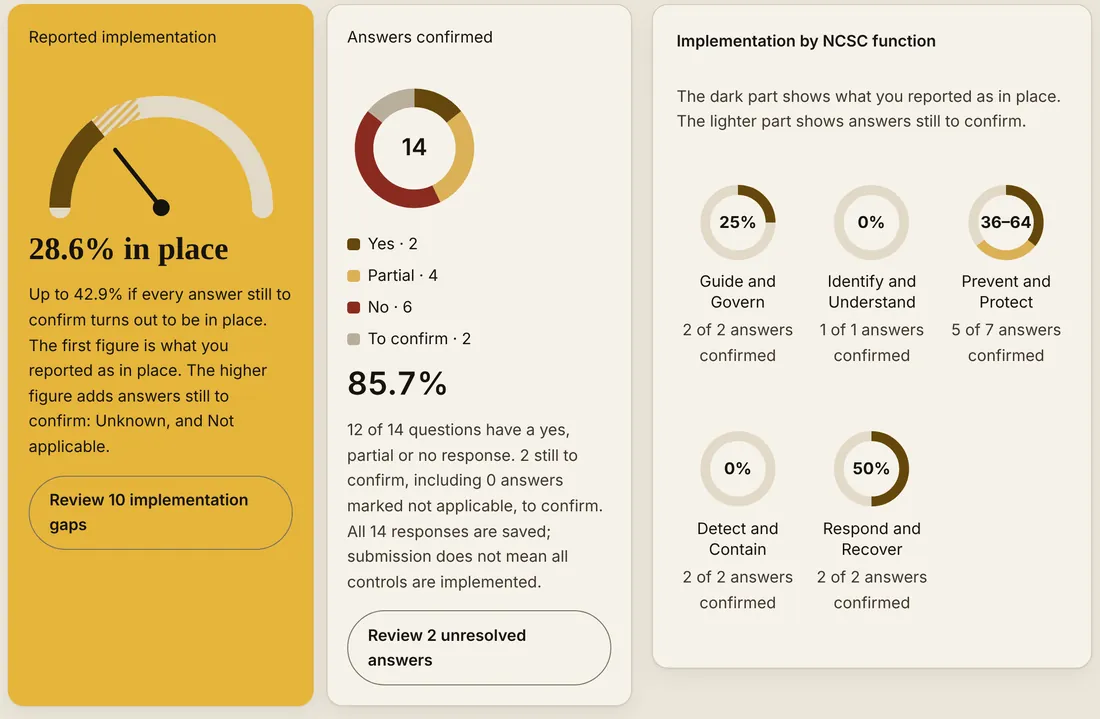 Reported implementation
28.6% in place
Up to 42.9% if every answer still to
confirm turns out to be in place.
The first figure is what you
reported as in place. The higher
figure adds answers still to
confirm: Unknown, and Not
applicable.
Review 10 implementation
gaps
Answers confirmed
14
Yes · 2
Partial · 4
No · 6
To confirm · 2
85.7%
12 of 14 questions have a yes,
partial or no response. 2 still to
confirm, including 0 answers
marked not applicable, to confirm.
All 14 responses are saved;
submission does not mean all
controls are implemented.
Review 2 unresolved
answers
Implementation by NCSC function
The dark part shows what you reported as in place.
The lighter part shows answers still to confirm.
25%
Guide and
Govern
2 of 2 answers
confirmed
0%
Identify and
Understand
1 of 1 answers
confirmed
36–64
Prevent and
Protect
5 of 7 answers
confirmed
0%
Detect and
Contain
2 of 2 answers
confirmed
50%
Respond and
Recover
2 of 2 answers
confirmed